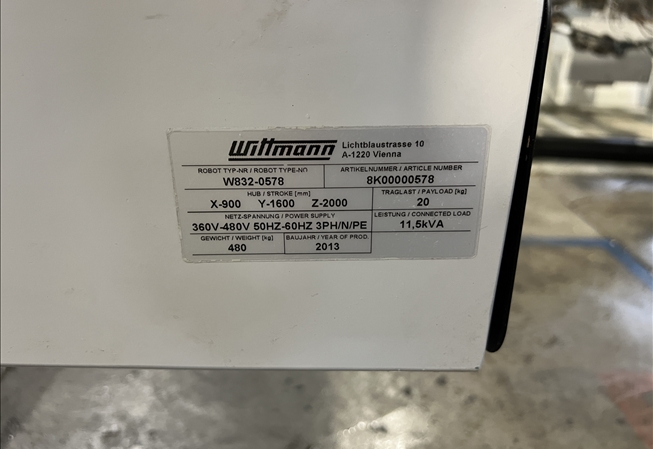 Wittmann Lichtblaustrasse 10
A-1220 Vienna
ROBOT TYP-NR / ROBOT TYPE-NO ARTIKELNUMMER / ARTICLE NUMBER
W832-0578 8K00000578
HUB / STROKE [mm] TRAGLAST / PAYLOAD [kg]
X-900 Y-1600 Z-2000 20
NETZ-SPANNUNG / POWER SUPPLY LEISTUNG / CONNECTED LOAD
360V-480V 50HZ-60HZ 3PH/N/PE 11,5kVA
GEWICHT / WEIGHT [kg] BAUJAHR / YEAR OF PROD.
480 2013